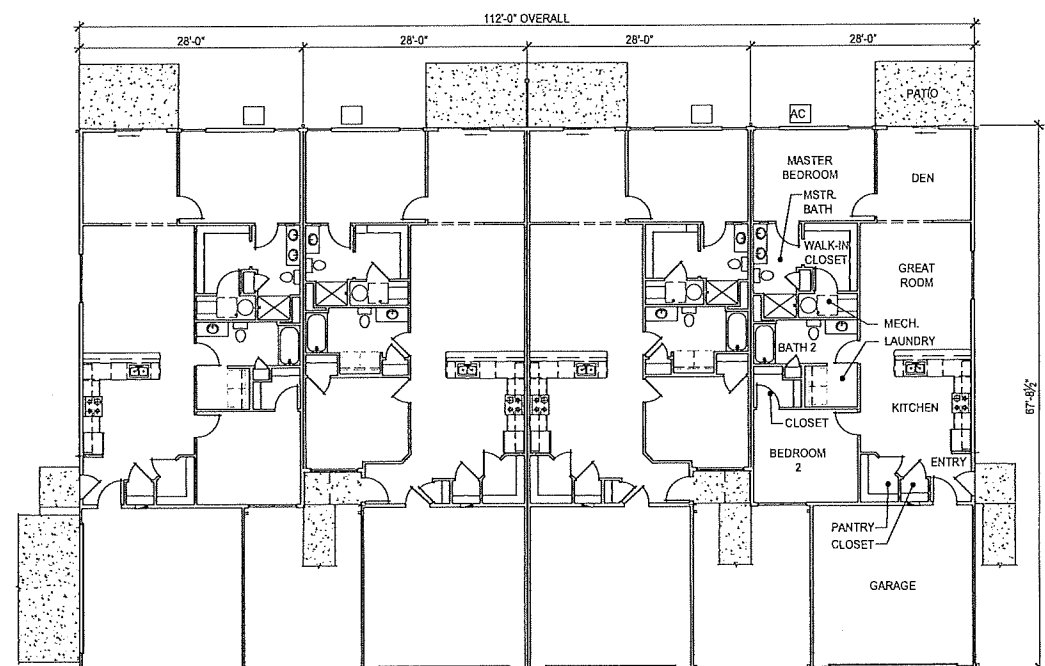 112'-0" OVERALL
28'-0"
28'-0"
28'-0"
28'-0"
PATIO
AC
MASTER
BEDROOM
DEN
MSTR.
BATH
WALK-IN
CLOSET
GREAT
ROOM
MECH.
LAUNDRY
BATH 2
67'-8½"
KITCHEN
CLOSET
BEDROOM
2
ENTRY
PANTRY
CLOSET
GARAGE